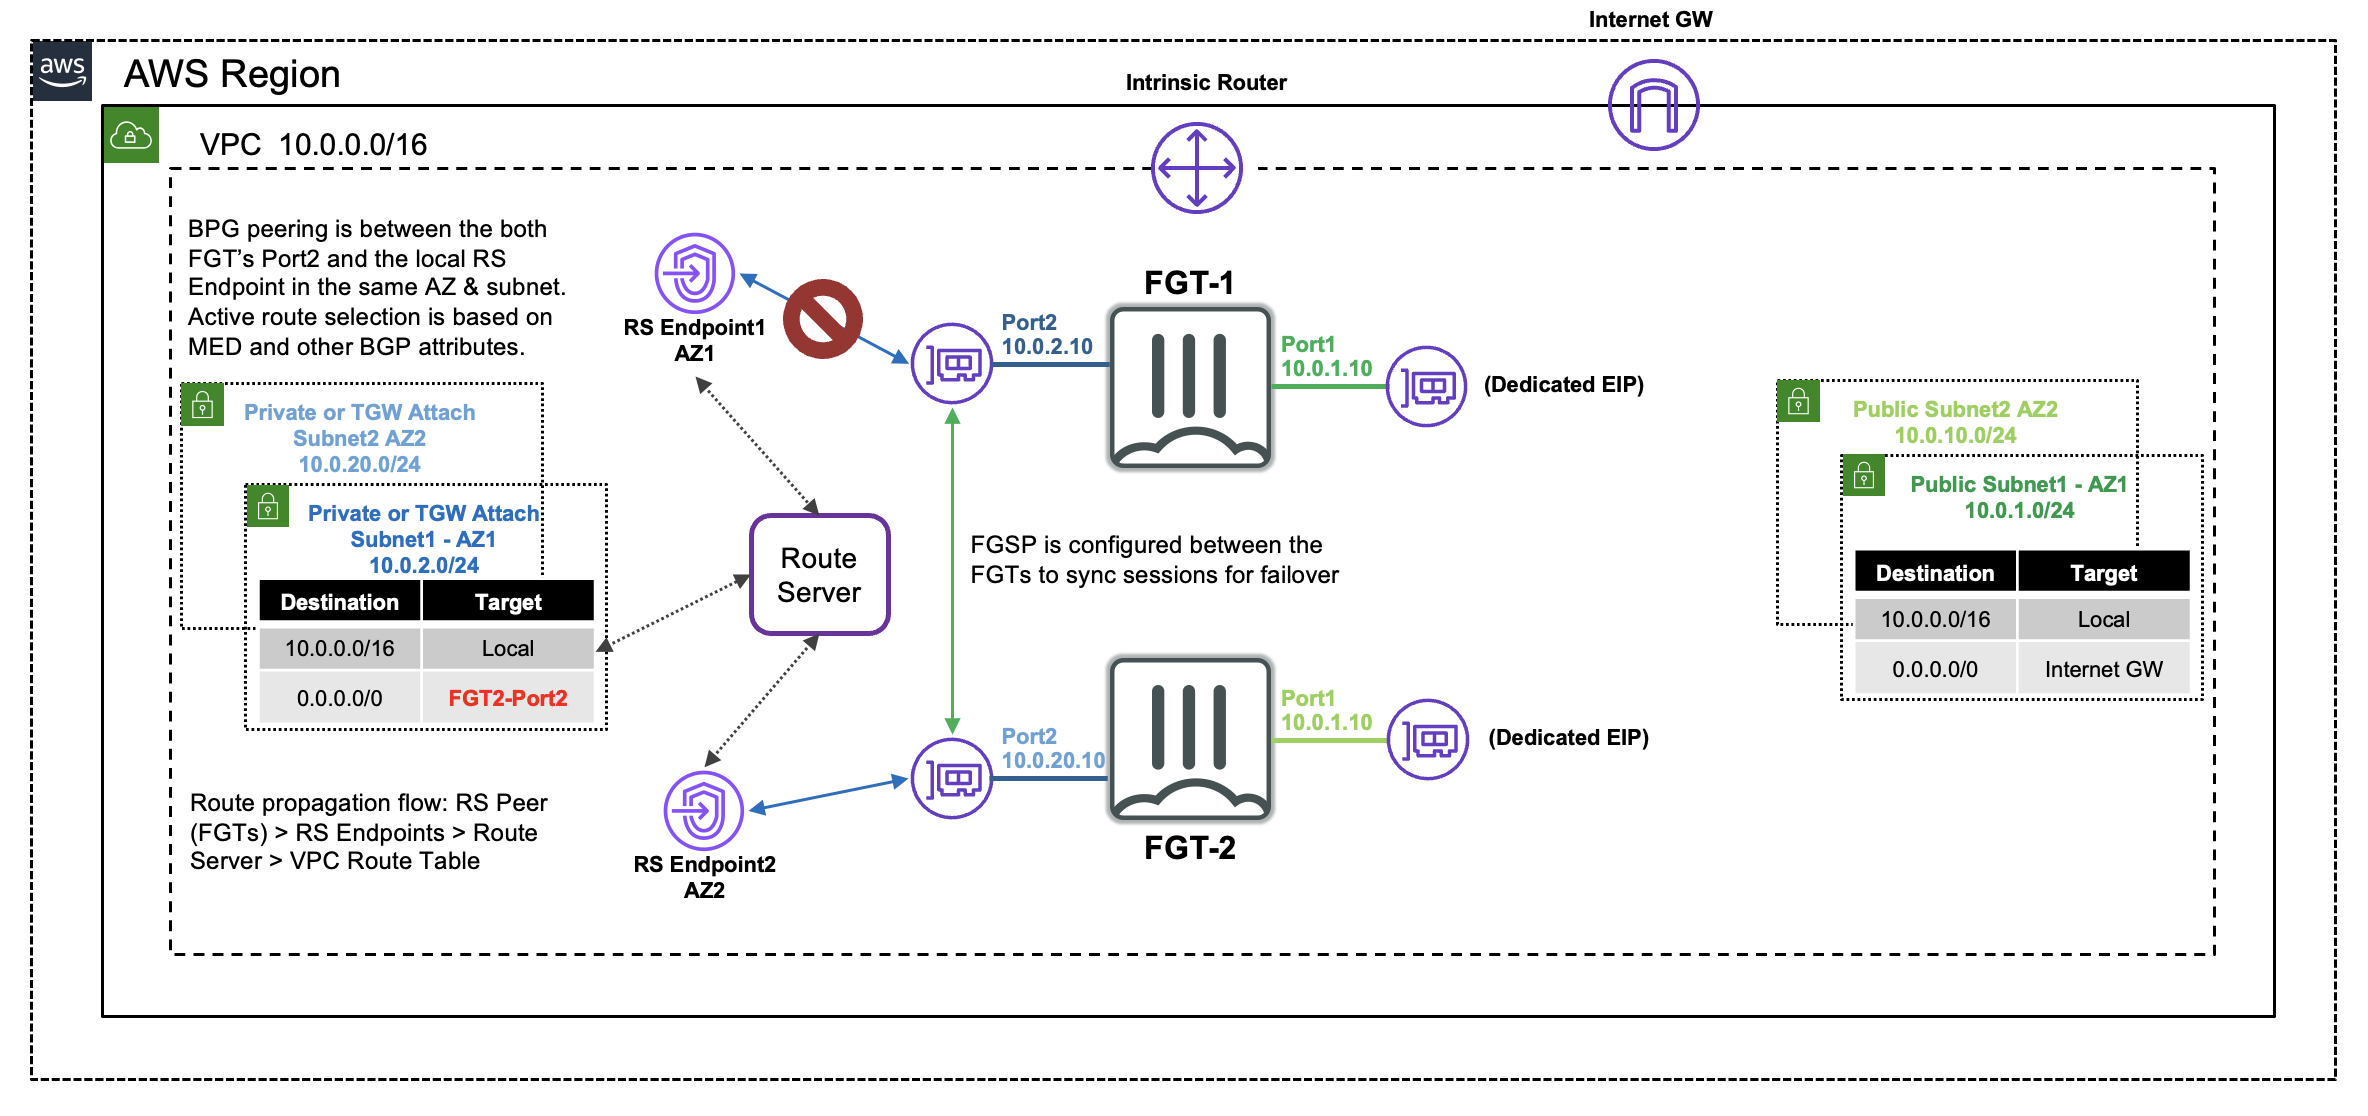 Internet GW
aws
AWS Region
Intrinsic Router
VPC 10.0.0.0/16
BPG peering is between the both
FGT’s Port2 and the local RS
Endpoint in the same AZ & subnet.
Active route selection is based on
MED and other BGP attributes.
RS Endpoint1
AZ1
FGT-1
Port2
10.0.2.10
Port1
10.0.1.10
(Dedicated EIP)
Private or TGW Attach
Subnet2 AZ2
10.0.20.0/24
Private or TGW Attach
Subnet1 - AZ1
10.0.2.0/24
Destination Target
10.0.0.0/16 Local
0.0.0.0/0 FGT2-Port2
Route
Server
FGSP is configured between the
FGTs to sync sessions for failover
Public Subnet2 AZ2
10.0.10.0/24
Public Subnet1 - AZ1
10.0.1.0/24
Destination Target
10.0.0.0/16 Local
0.0.0.0/0 Internet GW
Port2
10.0.20.10
Port1
10.0.1.10
(Dedicated EIP)
FGT-2
RS Endpoint2
AZ2
Route propagation flow: RS Peer
(FGTs) > RS Endpoints > Route
Server > VPC Route Table